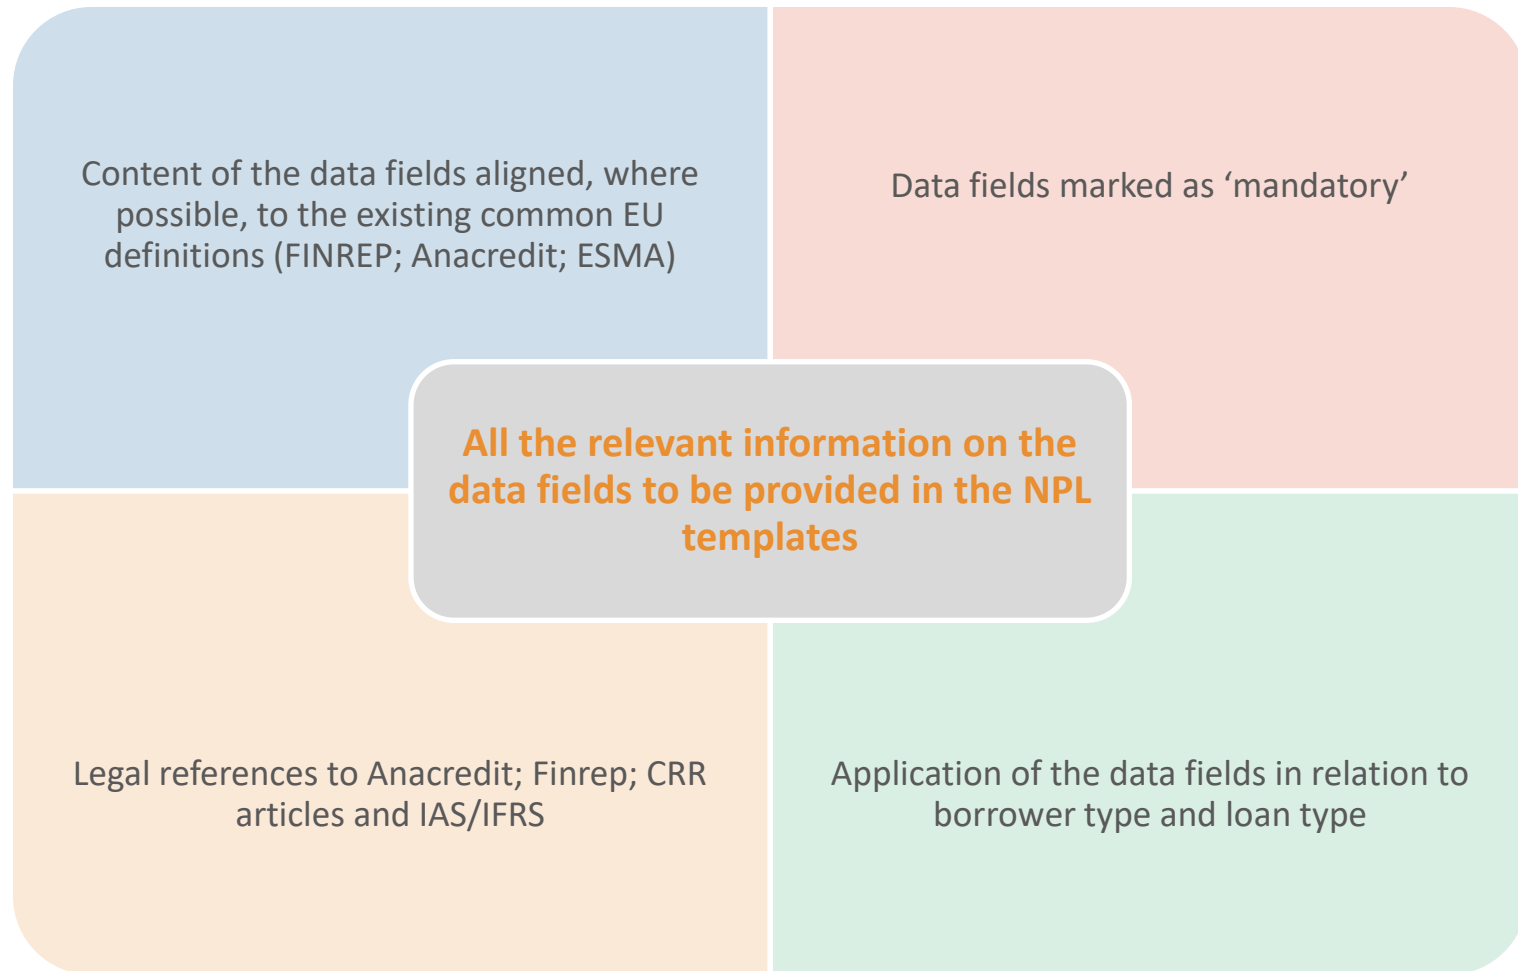 Content of the data fields aligned, where
possible, to the existing common EU
definitions (FINREP; Anacredit; ESMA)
Data fields marked as ‘mandatory’
All the relevant information on the
data fields to be provided in the NPL
templates
Legal references to Anacredit; Finrep; CRR
articles and IAS/IFRS
Application of the data fields in relation to
borrower type and loan type